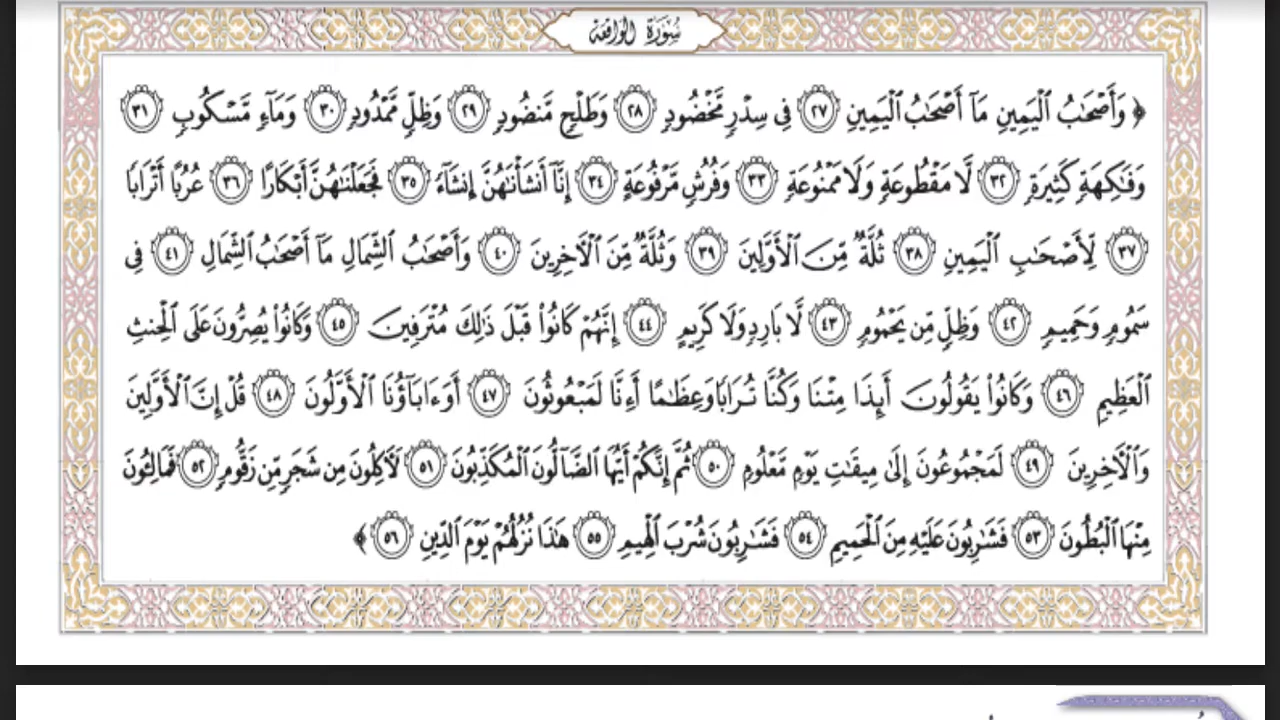 سُورَةُ الوَاقِعَةِ
﴿ وَأَصْحَٰبُ ٱلْيَمِينِ مَآ أَصْحَٰبُ ٱلْيَمِينِ ٢٧ فِى سِدْرٍ مَّخْضُودٍ ٢٨ وَطَلْحٍ مَّنضُودٍ ٢٩ وَظِلٍّ مَّمْدُودٍ ٣٠ وَمَآءٍ مَّسْكُوبٍ ٣١
وَفَٰكِهَةٍ كَثِيرَةٍ ٣٢ لَّا مَقْطُوعَةٍ وَلَا مَمْنُوعَةٍ ٣٣ وَفُرُشٍ مَّرْفُوعَةٍ ٣٤ إِنَّآ أَنشَأْنَٰهُنَّ إِنشَآءً ٣٥ فَجَعَلْنَٰهُنَّ أَبْكَارًا ٣٦ عُرُبًا أَتْرَابًا
٣٧ لِّأَصْحَٰبِ ٱلْيَمِينِ ٣٨ ثُلَّةٌ مِّنَ ٱلْأَوَّلِينَ ٣٩ وَثُلَّةٌ مِّنَ ٱلْآخِرِينَ ٤٠ وَأَصْحَٰبُ ٱلشِّمَالِ مَآ أَصْحَٰبُ ٱلشِّمَالِ ٤١ فِى
سَمُومٍ وَحَمِيمٍ ٤٢ وَظِلٍّ مِّن يَحْمُومٍ ٤٣ لَّا بَارِدٍ وَلَا كَرِيمٍ ٤٤ إِنَّهُمْ كَانُوا۟ قَبْلَ ذَٰلِكَ مُتْرَفِينَ ٤٥ وَكَانُوا۟ يُصِرُّونَ عَلَى ٱلْحِنثِ
ٱلْعَظِيمِ ٤٦ وَكَانُوا۟ يَقُولُونَ أَئِذَا مِتْنَا وَكُنَّا تُرَابًا وَعِظَٰمًا أَءِنَّا لَمَبْعُوثُونَ ٤٧ أَوَءَابَآؤُنَا ٱلْأَوَّلُونَ ٤٨ قُلْ إِنَّ ٱلْأَوَّلِينَ
وَٱلْآخِرِينَ ٤٩ لَمَجْمُوعُونَ إِلَىٰ مِيقَٰتِ يَوْمٍ مَّعْلُومٍ ٥٠ ثُمَّ إِنَّكُمْ أَيُّهَا ٱلضَّآلُّونَ ٱلْمُكَذِّبُونَ ٥١ لَآكِلُونَ مِن شَجَرٍ مِّن زَقُّومٍ ٥٢ فَمَالِـُٔونَ
مِنْهَا ٱلْبُطُونَ ٥٣ فَشَٰرِبُونَ عَلَيْهِ مِنَ ٱلْحَمِيمِ ٥٤ فَشَٰرِبُونَ شُرْبَ ٱلْهِيمِ ٥٥ هَٰذَا نُزُلُهُمْ يَوْمَ ٱلدِّينِ ٥٦ ﴾